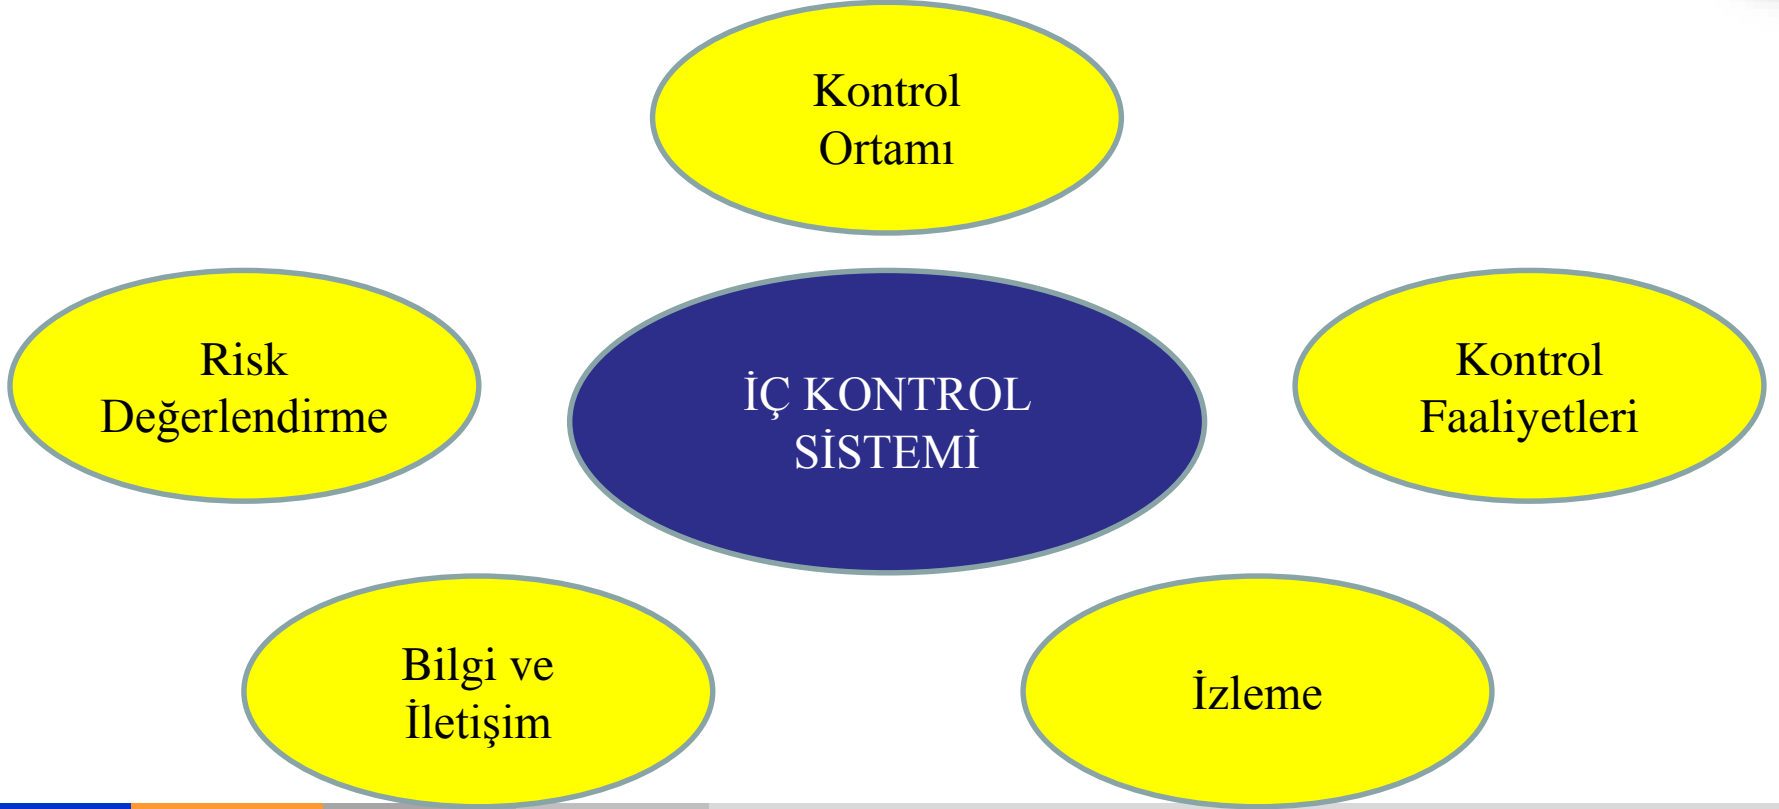 Kontrol
Ortamı
Risk
Değerlendirme
İÇ KONTROL
SİSTEMİ
Kontrol
Faaliyetleri
Bilgi ve
İletişim
İzleme